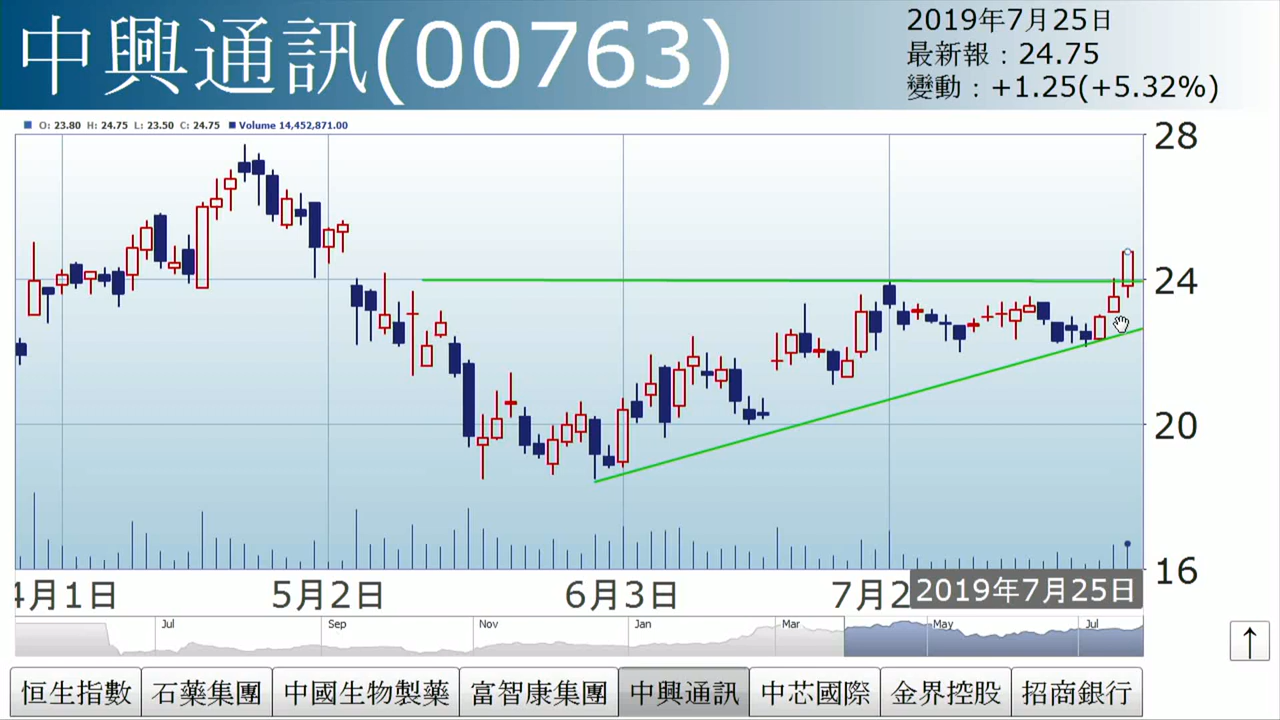 中興通訊(00763)
2019年7月25日
最新報：24.75
變動：+1.25(+5.32%)
O: 23.80 H: 24.75 L: 23.50 C: 24.75 Volume 14,452,871.00
28
24
20
16
4月1日 5月2日 6月3日 7月2 2019年7月25日
Jul Sep Nov Jan Mar May Jul
↑
恒生指數 石藥集團 中國生物製藥 富智康集團 中興通訊 中芯國際 金界控股 招商銀行